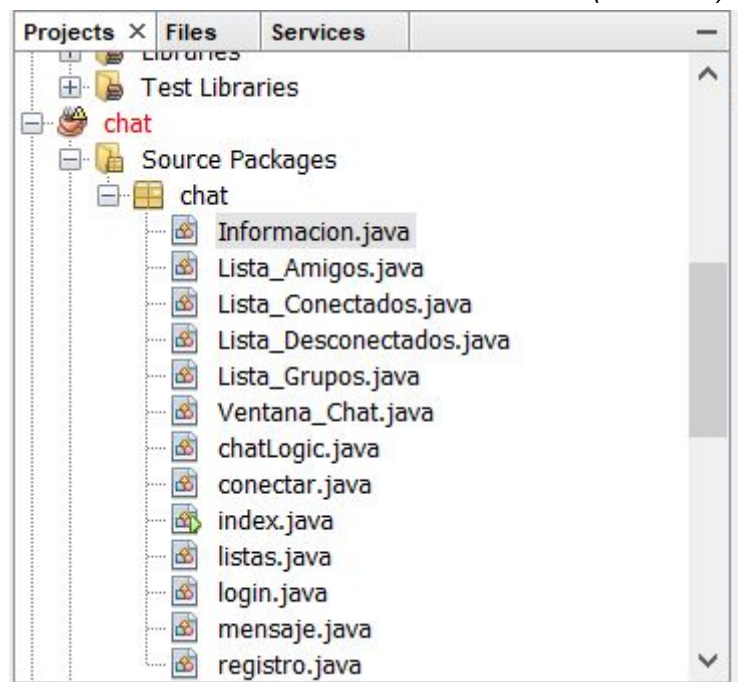 Projects Files Services
Libraries
Test Libraries
chat
Source Packages
chat
Informacion.java
Lista_Amigos.java
Lista_Conectados.java
Lista_Desconectados.java
Lista_Grupos.java
Ventana_Chat.java
chatLogic.java
conectar.java
index.java
listas.java
login.java
mensaje.java
registro.java